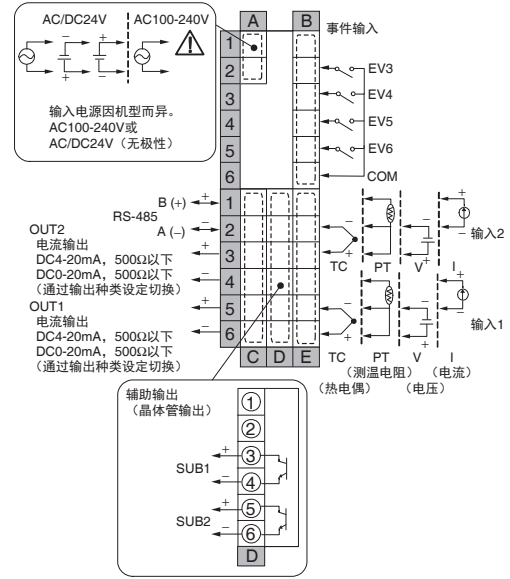 AC/DC24V AC100-240V
− +
+ −
输入电源因机型而异。
AC100-240V或
AC/DC24V（无极性）
A B
1
2
3
4
5
6
事件输入
EV3
EV4
EV5
EV6
COM
1
2
3
4
5
6
C D E
B (+) +
RS-485
A (−) −
OUT2
电流输出
DC4-20mA，500Ω以下
DC0-20mA，500Ω以下
（通过输出种类设定切换）
+
−
OUT1
电流输出
DC4-20mA，500Ω以下
DC0-20mA，500Ω以下
（通过输出种类设定切换）
+
−
− − +
+ + −
TC PT V I
输入2
− − +
+ + −
TC PT V I
输入1
（测温电阻） （电流）
（热电偶） （电压）
辅助输出
（晶体管输出）
①
②
③
④
⑤
⑥
D
+
SUB1
−
+
SUB2
−